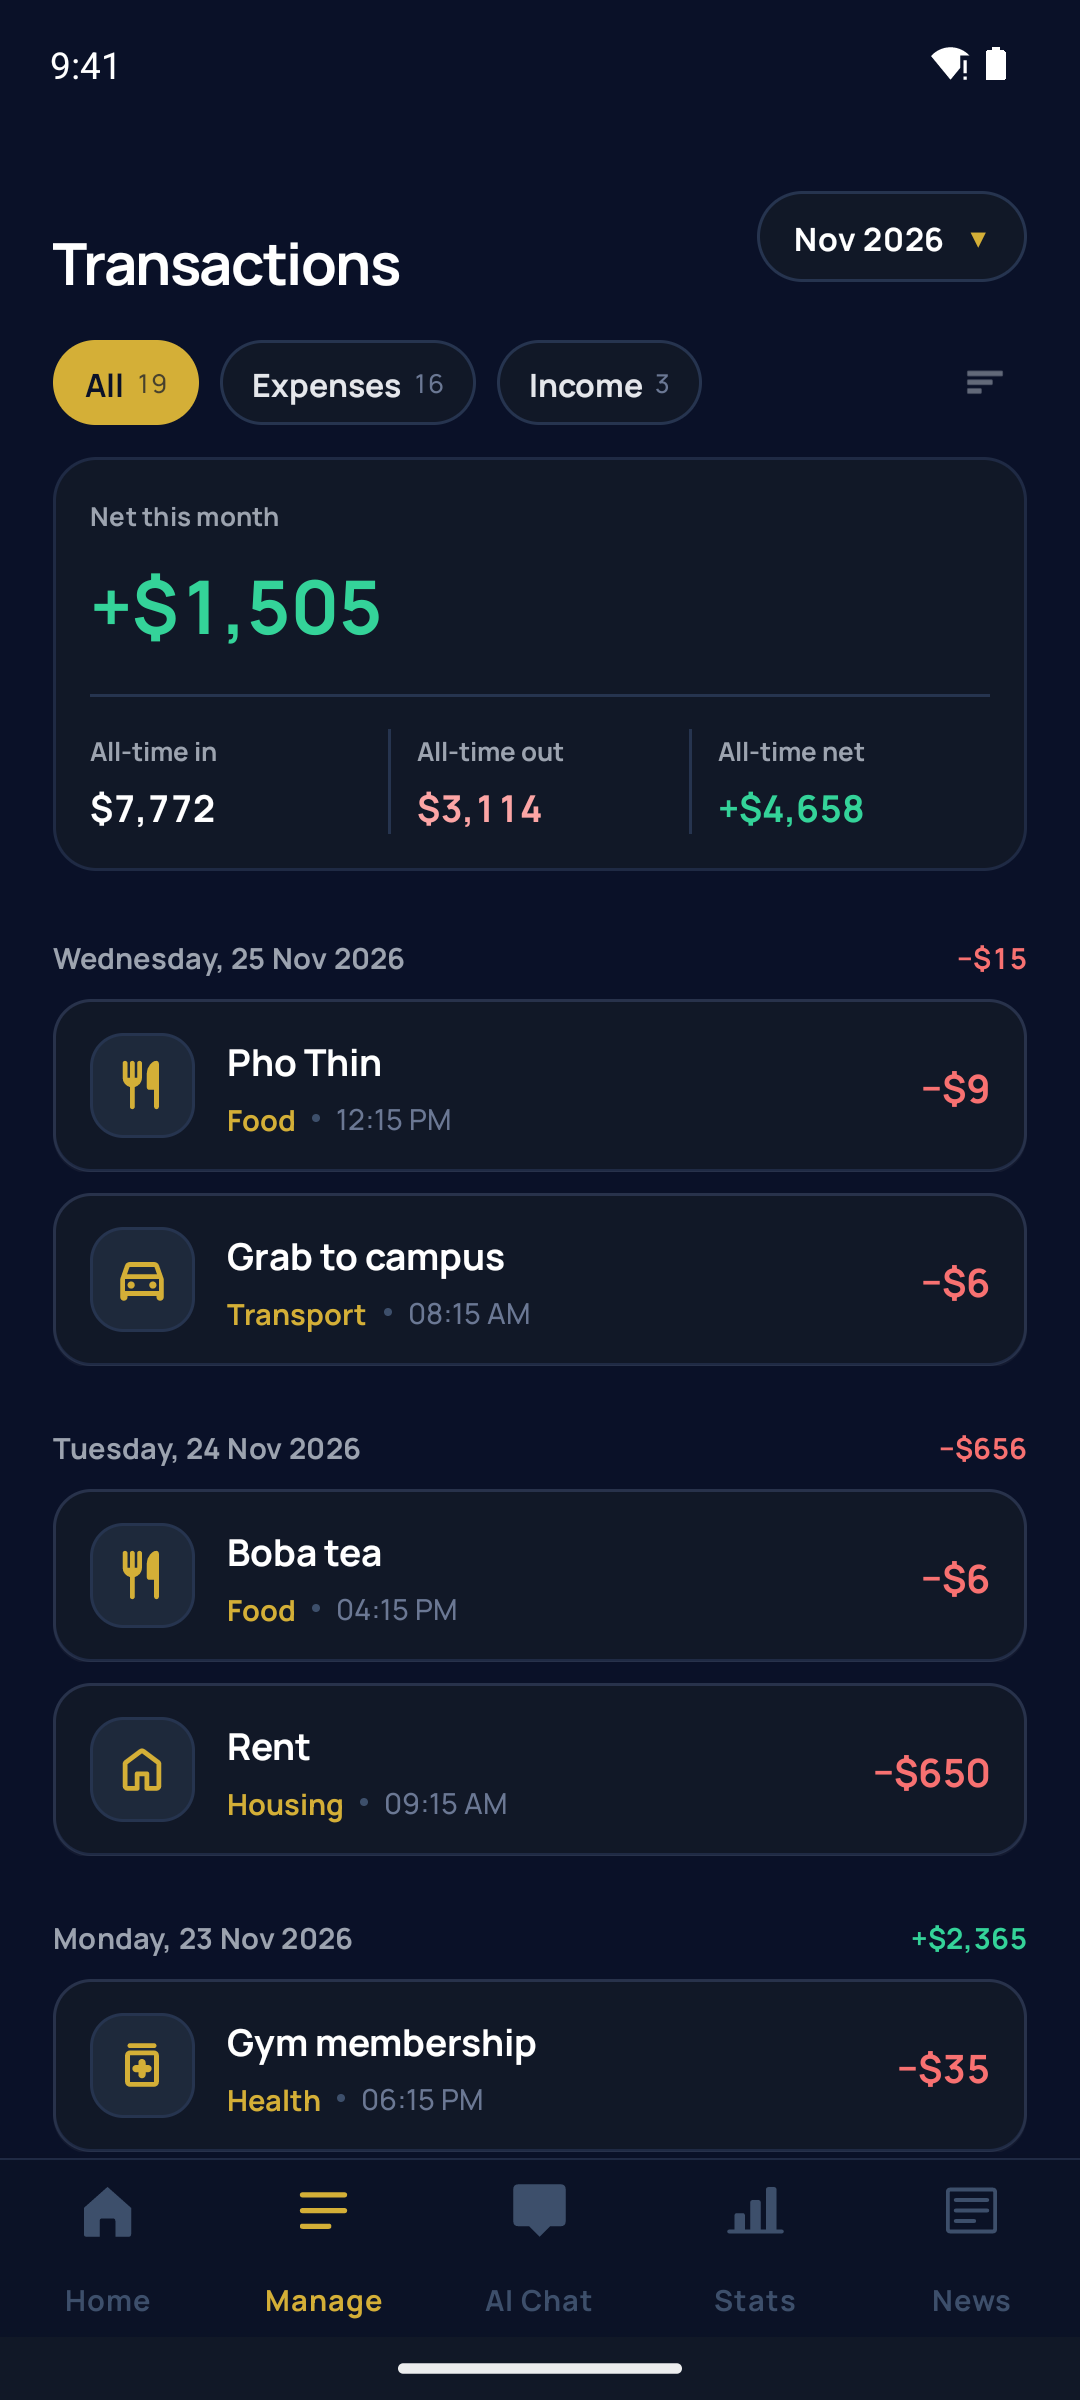 9:41
Transactions
Nov 2026 ▼
All 19
Expenses 16
Income 3
Net this month
+$1,505
All-time in
$7,772
All-time out
$3,114
All-time net
+$4,658
Wednesday, 25 Nov 2026
−$15
Pho Thin
−$9
Food • 12:15 PM
Grab to campus
−$6
Transport • 08:15 AM
Tuesday, 24 Nov 2026
−$656
Boba tea
−$6
Food • 04:15 PM
Rent
−$650
Housing • 09:15 AM
Monday, 23 Nov 2026
+$2,365
Gym membership
−$35
Health • 06:15 PM
Home
Manage
AI Chat
Stats
News